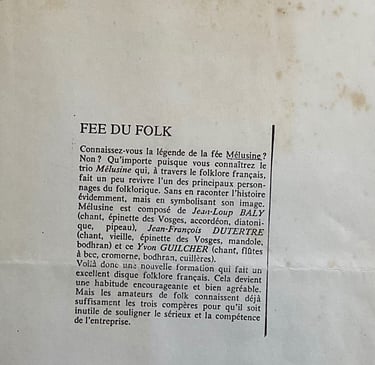 FEE DU FOLK
Connaissez-vous la légende de la fée Mélusine ?
Non ? Qu'importe puisque vous connaîtrez le
trio Mélusine qui, à travers le folklore français,
fait un peu revivre l'un des principaux person-
nages du folklorique. Sans en raconter l'histoire
évidemment, mais en symbolisant son image.
Mélusine est composé de Jean-Loup BALY
(chant, épinette des Vosges, accordéon, diatoni-
que, pipeau), Jean-François DUTERTRE
(chant, vieille, épinette des Vosges, mandole,
bodhran) et ce Yvon GUILCHER (chant, flûtes
à bec, cromerne, bodhran, cuillères).
Voilà donc une nouvelle formation qui fait un
excellent disque folklore français. Cela devient
une habitude encourageante et bien agréable.
Mais les amateurs de folk connaissent déjà
suffisament les trois compères pour qu'il soit
inutile de souligner le sérieux et la compétence
de l'entreprise.